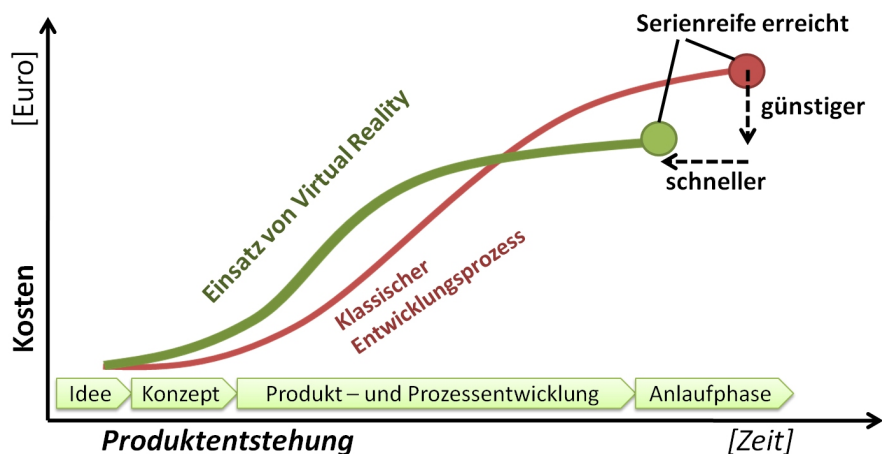 Serienreife erreicht
[Euro]
günstiger
schneller
Einsatz von Virtual Reality
Klassischer
Entwicklungsprozess
Kosten
Idee
Konzept
Produkt – und Prozessentwicklung
Anlaufphase
Produktentstehung
[Zeit]